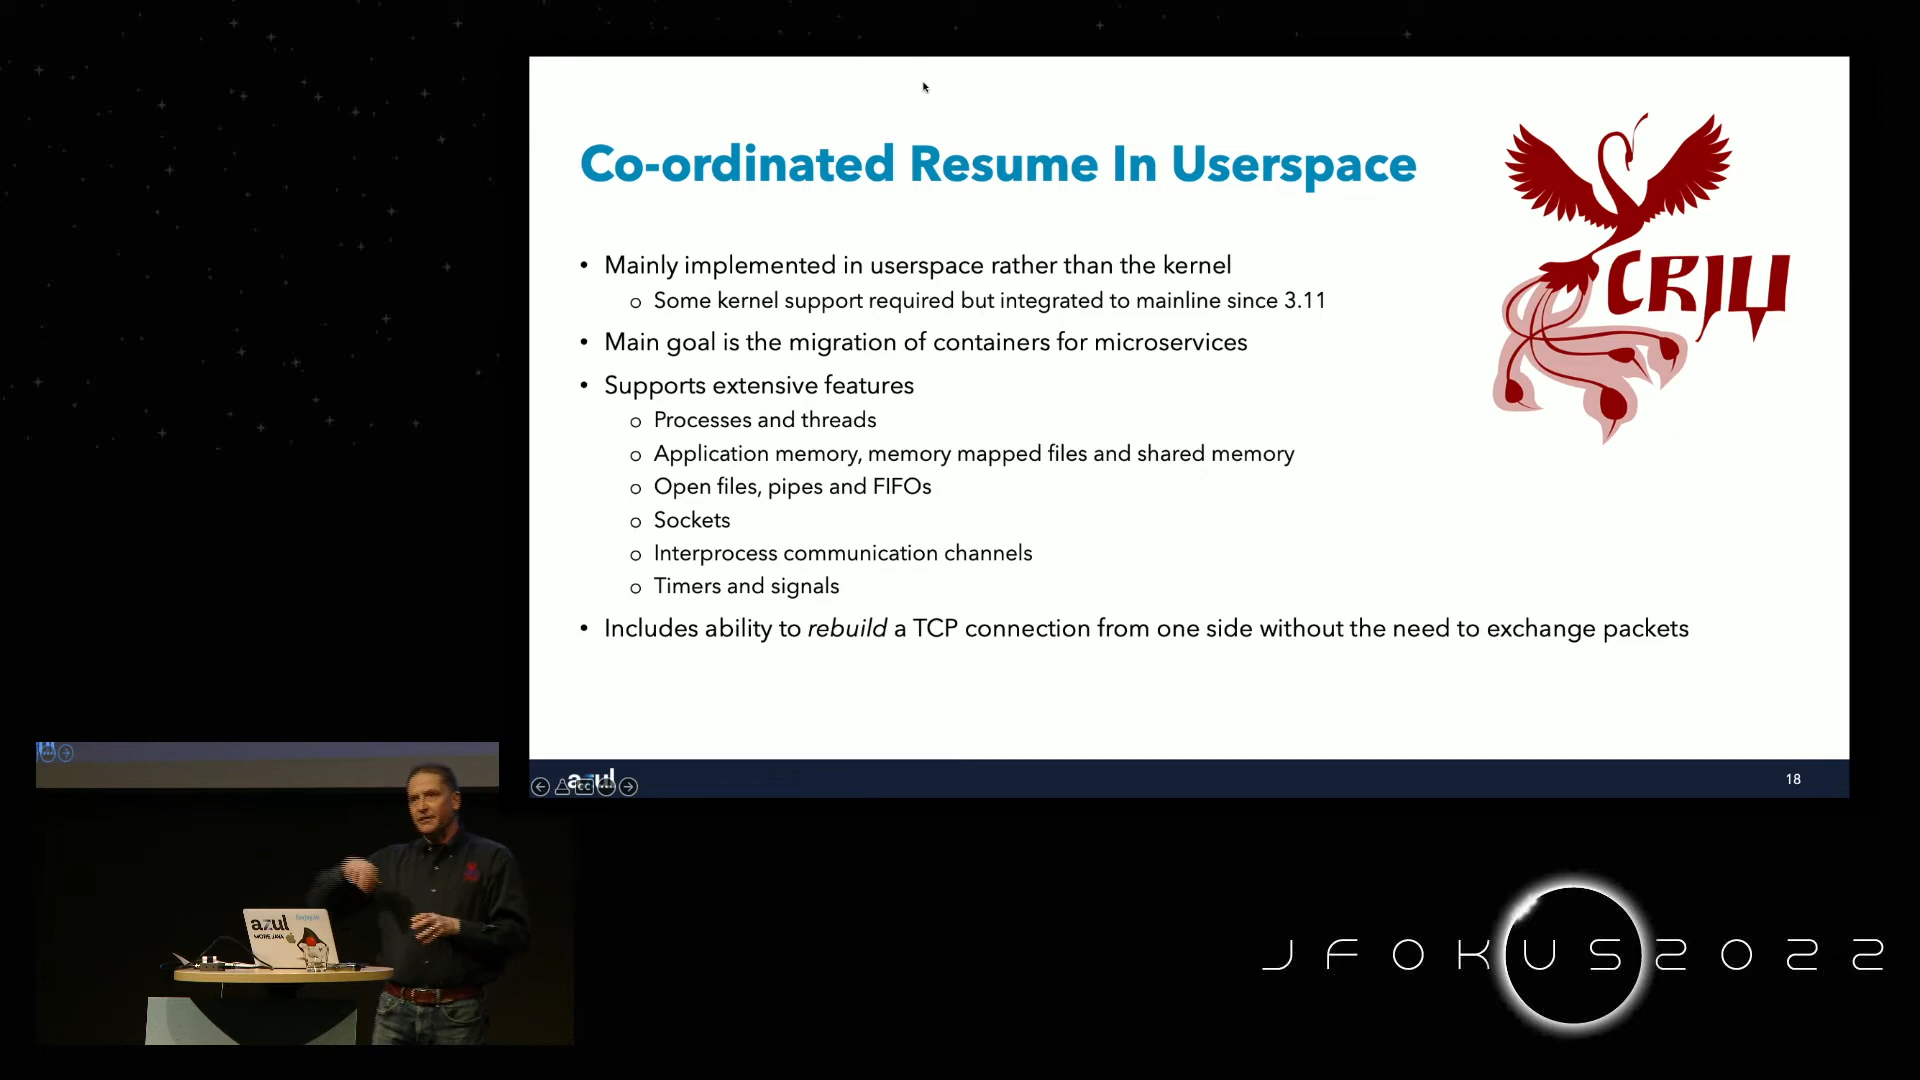 Co-ordinated Resume In Userspace
CRIU
• Mainly implemented in userspace rather than the kernel
o Some kernel support required but integrated to mainline since 3.11
• Main goal is the migration of containers for microservices
• Supports extensive features
o Processes and threads
o Application memory, memory mapped files and shared memory
o Open files, pipes and FIFOs
o Sockets
o Interprocess communication channels
o Timers and signals
• Includes ability to rebuild a TCP connection from one side without the need to exchange packets
azul
CC
18
azul
MORE JAVA
JFOKUS2022